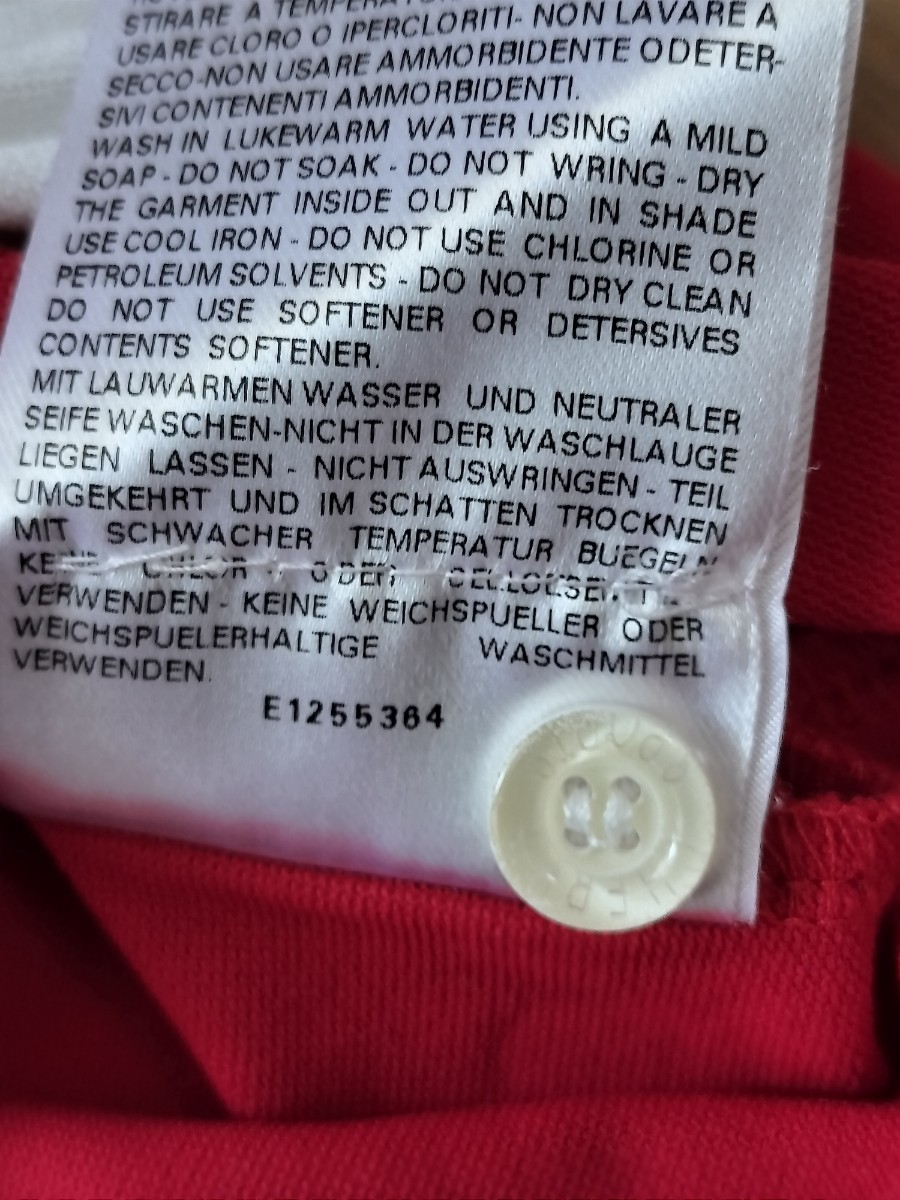 STIRARE A
USARE CLORO O IPERCLORITI- NON LAVARE A
SECCO-NON USARE AMMORBIDENTE O DETER-
SIVI CONTENENTI AMMORBIDENTI.
WASH IN LUKEWARM WATER USING A MILD
SOAP - DO NOT SOAK - DO NOT WRING - DRY
THE GARMENT INSIDE OUT AND IN SHADE
USE COOL IRON - DO NOT USE CHLORINE OR
PETROLEUM SOLVENTS - DO NOT DRY CLEAN
DO NOT USE SOFTENER OR DETERSIVES
CONTENTS SOFTENER.
MIT LAUWARMEN WASSER UND NEUTRALER
SEIFE WASCHEN-NICHT IN DER WASCHLAUGE
LIEGEN LASSEN - NICHT AUSWRINGEN - TEIL
UMGEKEHRT UND IM SCHATTEN TROCKNEN
MIT SCHWACHER TEMPERATUR BUEGELN
ODER
VERWENDEN - KEINE WEICHSPUELLER ODER
WEICHSPUELERHALTIGE WASCHMITTEL
VERWENDEN.
E1255364